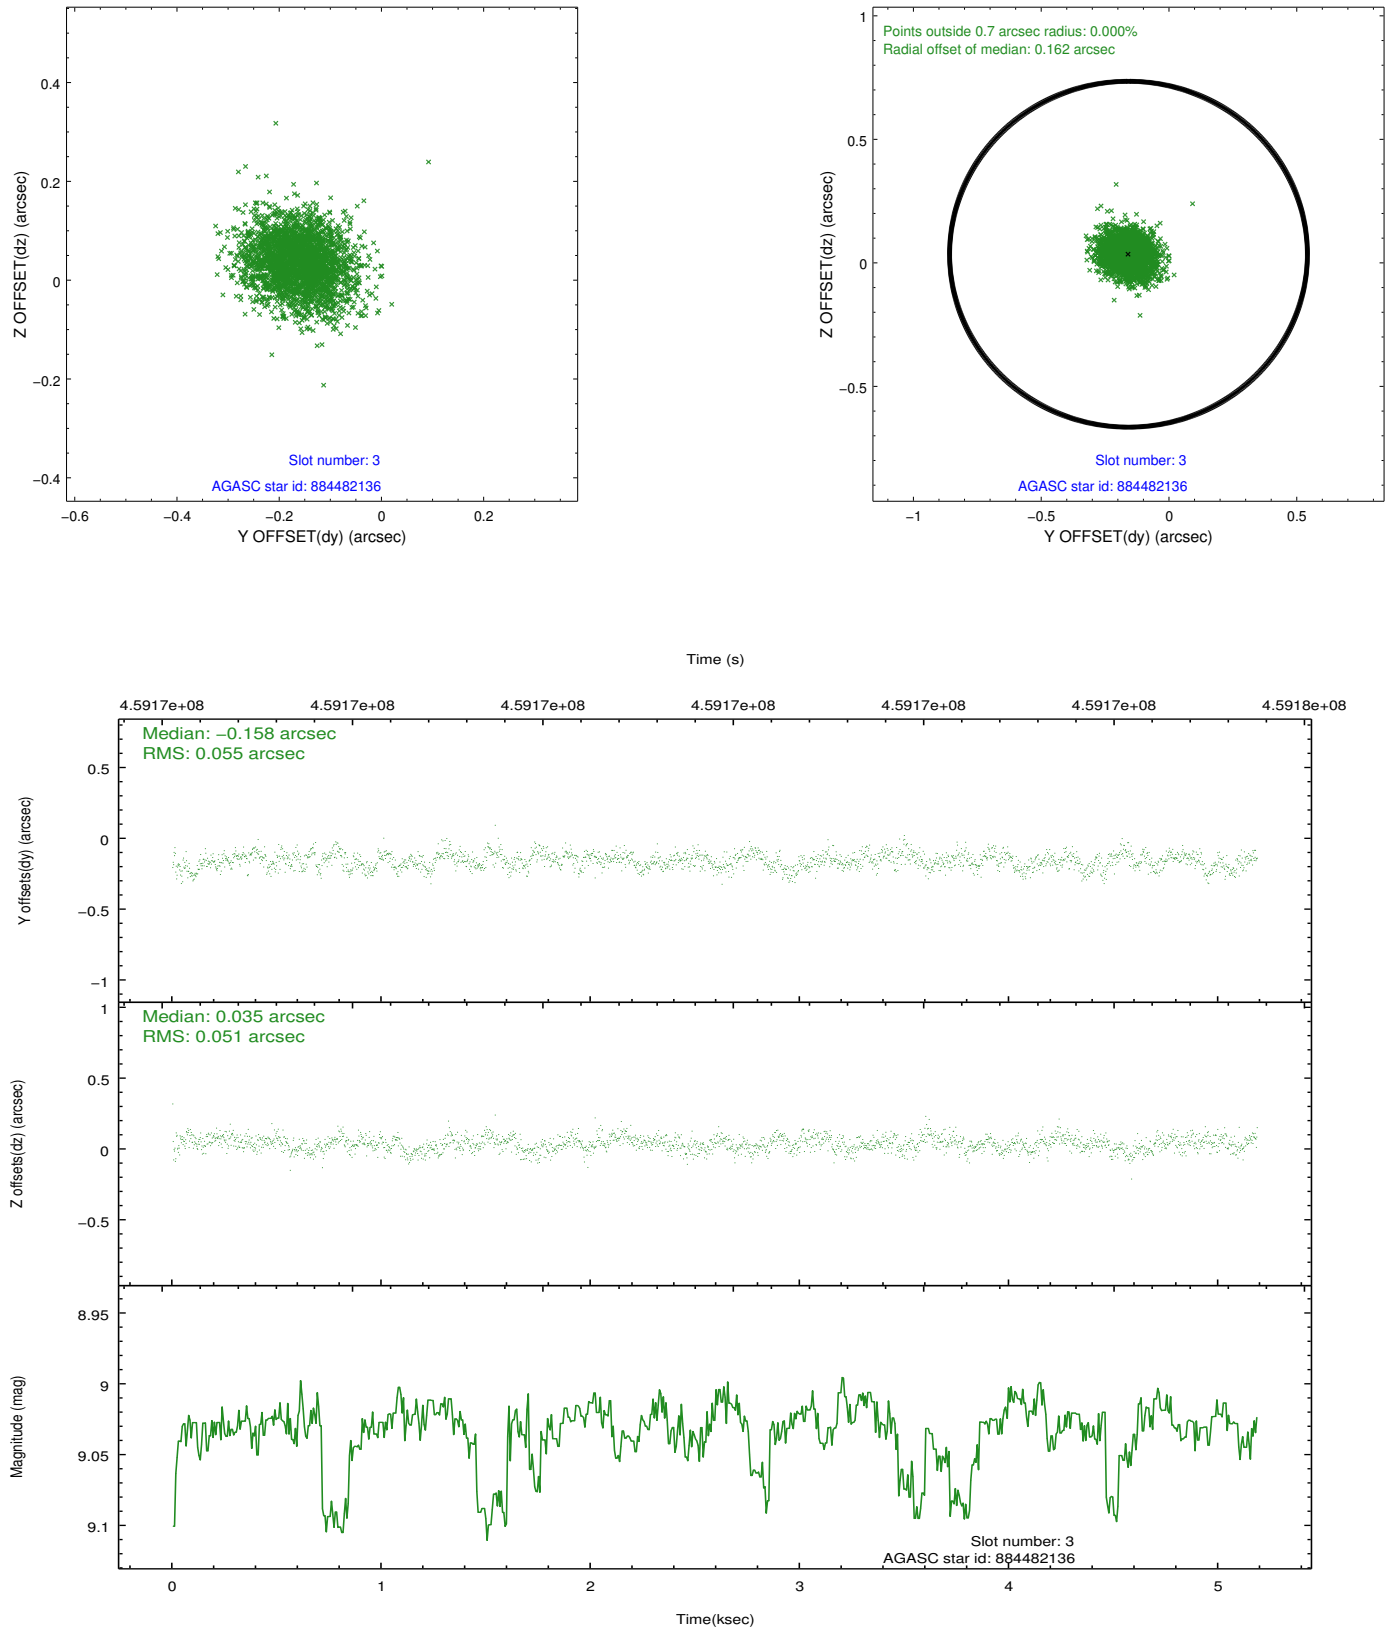 0.4
0.2
0
−0.2
−0.4
Z OFFSET(dz) (arcsec)
Slot number: 3
AGASC star id: 884482136
−0.6 −0.4 −0.2 0 0.2
Y OFFSET(dy) (arcsec)
Points outside 0.7 arcsec radius: 0.000%
Radial offset of median: 0.162 arcsec
1
0.5
0
−0.5
Z OFFSET(dz) (arcsec)
Slot number: 3
AGASC star id: 884482136
−1 −0.5 0 0.5
Y OFFSET(dy) (arcsec)
Time (s)
4.5917e+08 4.5917e+08 4.5917e+08 4.5917e+08 4.5917e+08 4.5917e+08 4.5918e+08
Median: −0.158 arcsec
RMS: 0.055 arcsec
0.5
0
−0.5
−1
Y offsets(dy) (arcsec)
Median: 0.035 arcsec
RMS: 0.051 arcsec
1
0.5
0
−0.5
Z offsets(dz) (arcsec)
8.95
9
9.05
9.1
Magnitude (mag)
Slot number: 3
AGASC star id: 884482136
0 1 2 3 4 5
Time(ksec)